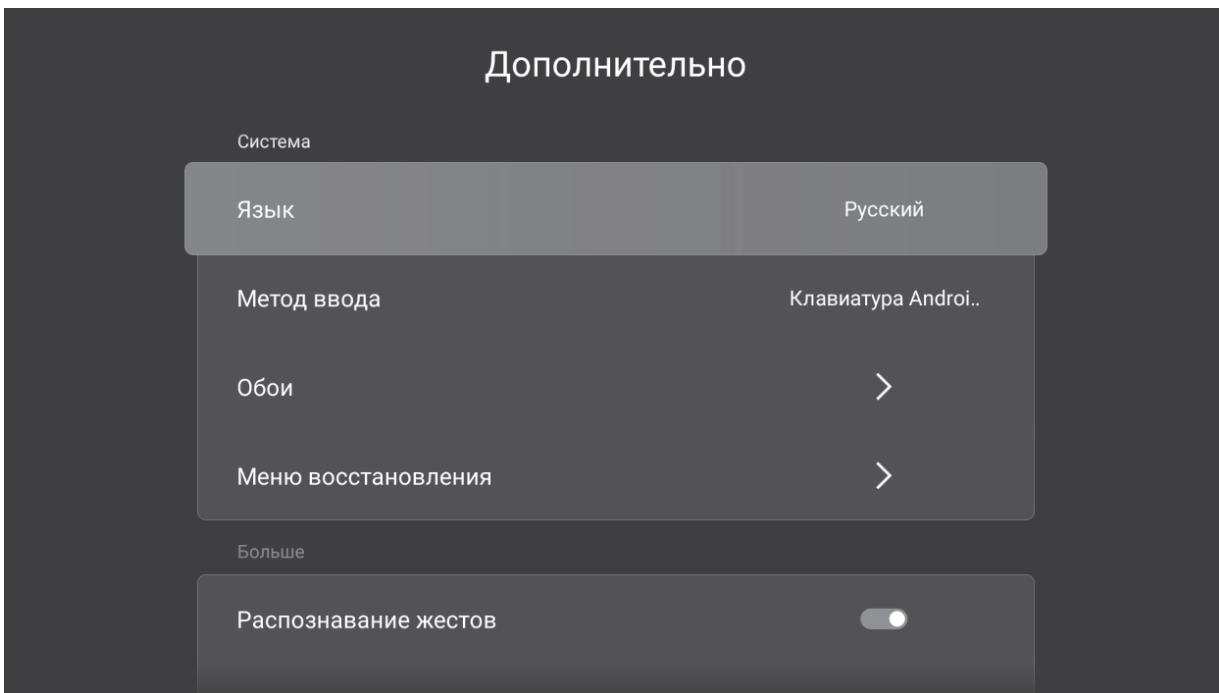 Дополнительно
Система
Язык Русский
Метод ввода Клавиатура Androi..
Обои
Меню восстановления
Больше
Распознавание жестов